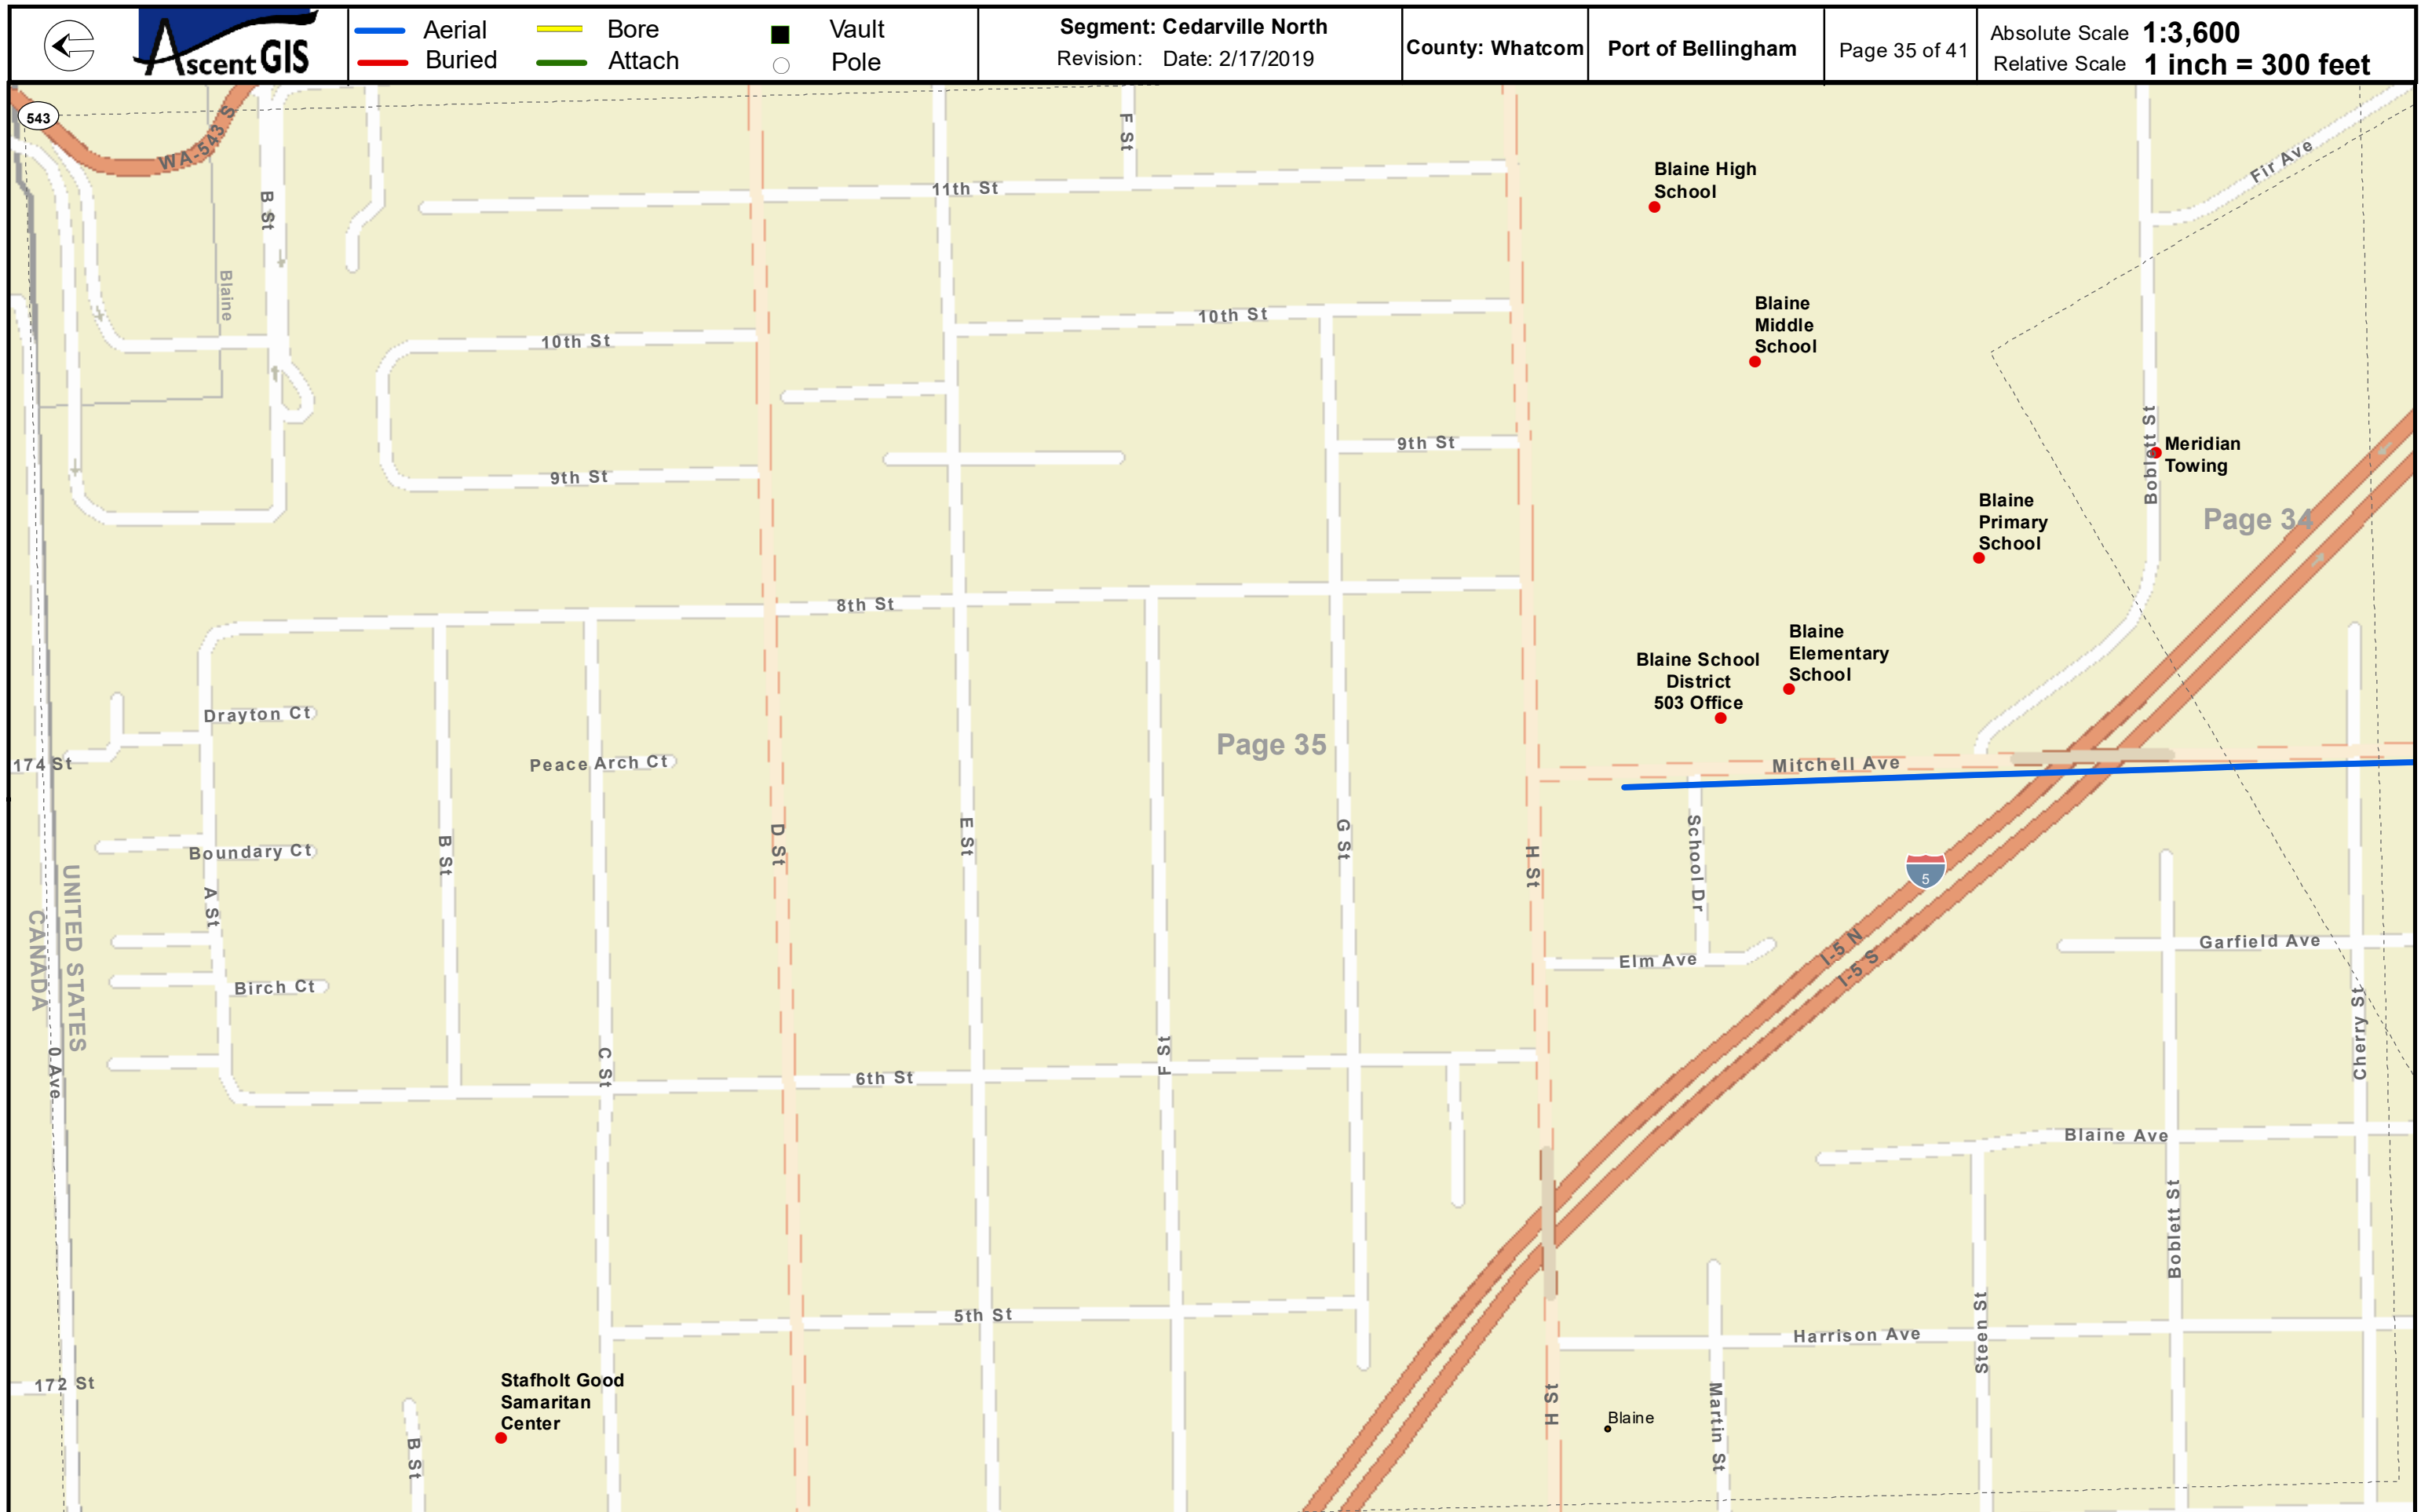 Ascent GIS
Aerial
Buried
Bore
Attach
Vault
Pole
Segment: Cedarville North
Revision: Date: 2/17/2019
County: Whatcom
Port of Bellingham
Page 35 of 41
Absolute Scale 1:3,600
Relative Scale 1 inch = 300 feet
543
WA-543 S
B St
Blaine
F St
11th St
Blaine High
School
Fir Ave
10th St
10th St
Blaine
Middle
School
9th St
9th St
Boblett St
Meridian
Towing
Page 34
Blaine
Primary
School
8th St
Blaine
Elementary
School
Blaine School
District
503 Office
Drayton Ct
174 St
Peace Arch Ct
Page 35
Mitchell Ave
Boundary Ct
A St
B St
D St
E St
G St
H St
School Dr
5
UNITED STATES
CANADA
I-5 N
I-5 S
Elm Ave
Garfield Ave
Birch Ct
Cherry St
0 Ave
C St
F St
6th St
Blaine Ave
Boblett St
5th St
Harrison Ave
Steen St
172 St
Stafholt Good
Samaritan
Center
B St
H St
Blaine
Martin St